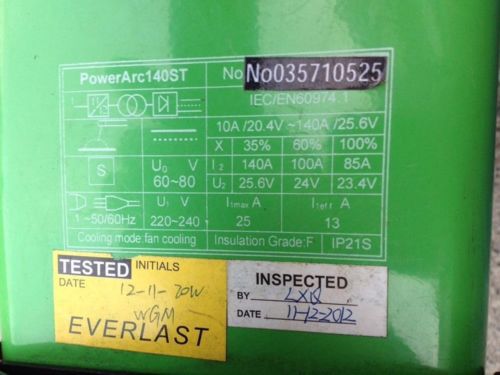 PowerArc140ST No No035710525
IEC/EN60974.1
10A /20.4V ~140A /25.6V
X 35% 60% 100%
S U0 V I2 140A 100A 85A
60~80 U2 25.6V 24V 23.4V
U1 V I1max A I1eff A
1 ~50/60Hz 220~240 25 13
Cooling mode:fan cooling Insulation Grade:F IP21S
TESTED INITIALS
DATE 12-11-
WGM
EVERLAST
INSPECTED
BY LXQ
DATE 11-12-2012